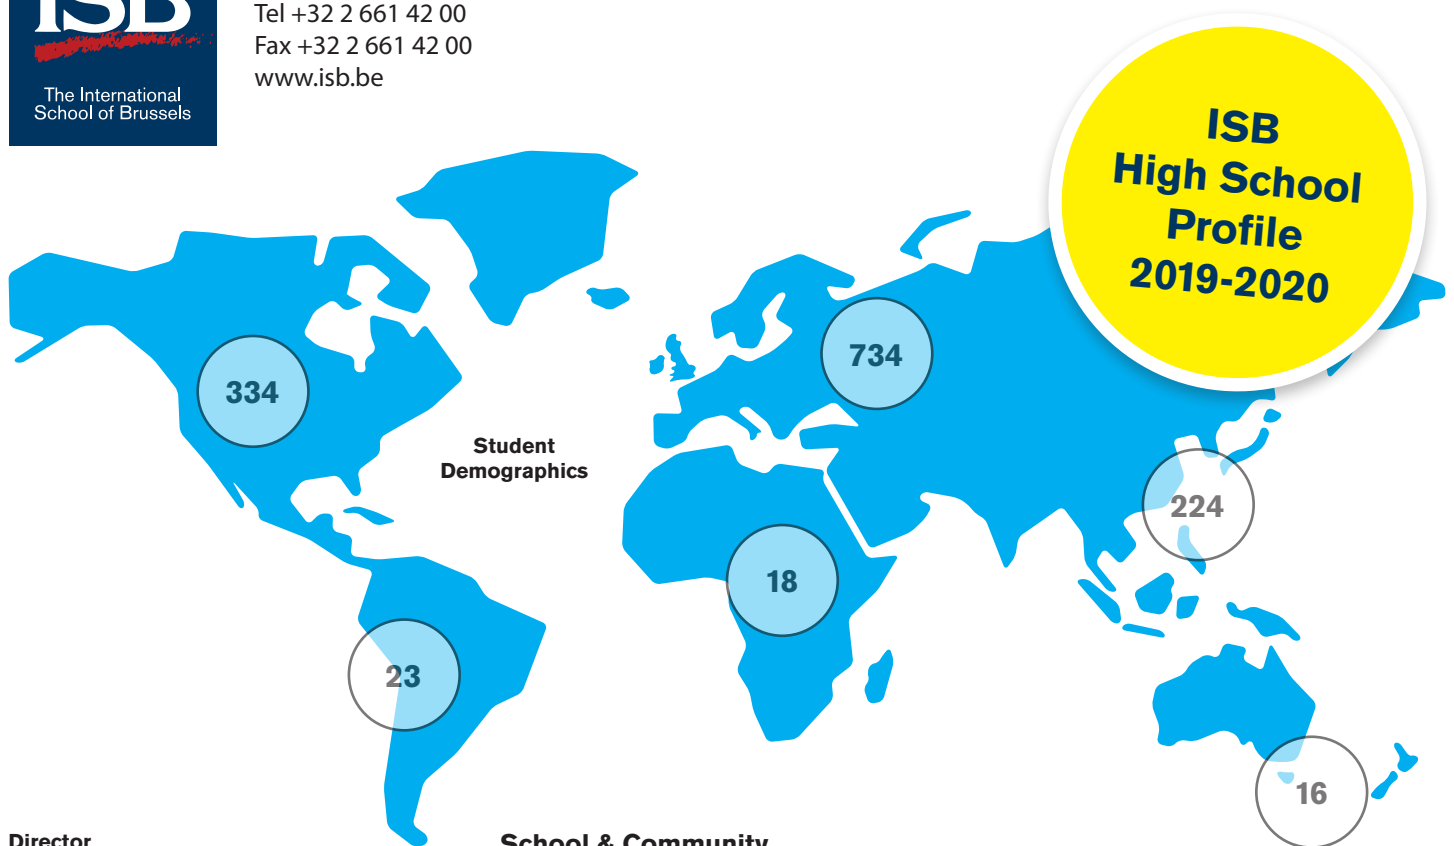 ISB
The International
School of Brussels
Tel +32 2 661 42 00
Fax +32 2 661 42 00
www.isb.be
ISB
High School
Profile
2019-2020
334
734
Student
Demographics
224
18
23
16
Director
School & Community